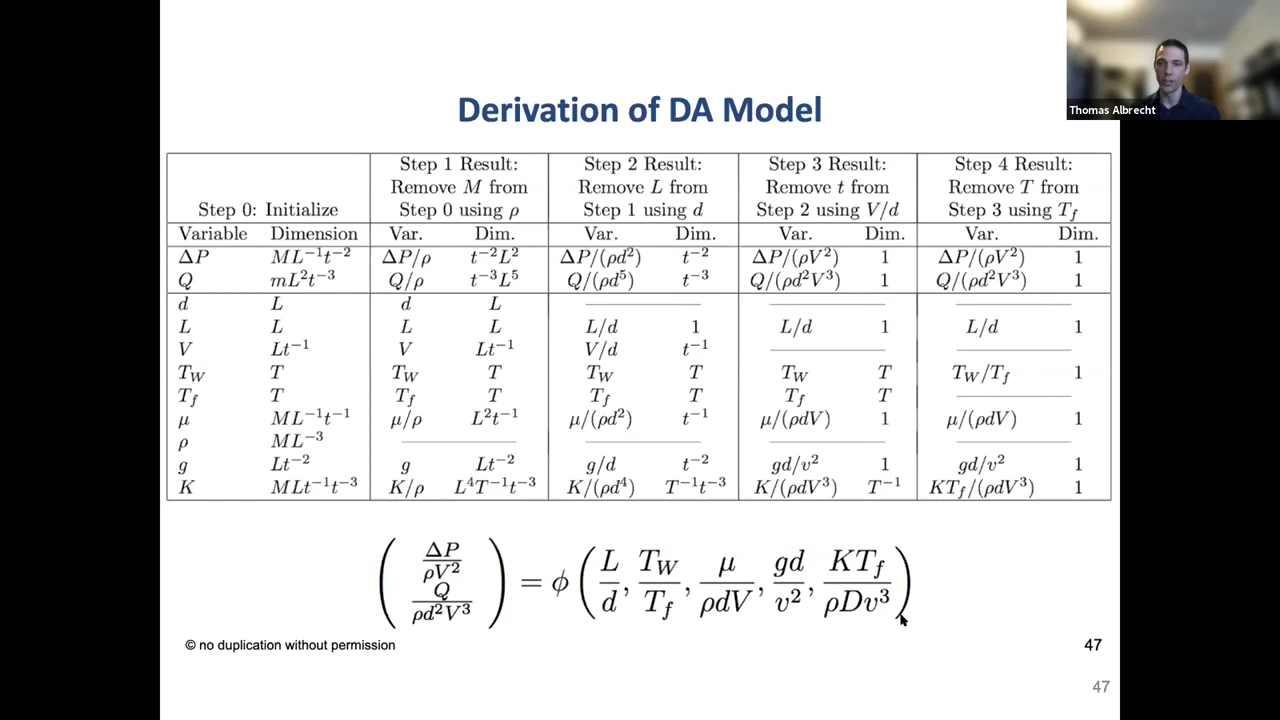 Thomas Albrecht
Derivation of DA Model
Step 0: Initialize | Step 1 Result: Remove M from Step 0 using ρ | Step 2 Result: Remove L from Step 1 using d | Step 3 Result: Remove t from Step 2 using V/d | Step 4 Result: Remove T from Step 3 using T_f
Variable Dimension | Var. Dim. | Var. Dim. | Var. Dim. | Var. Dim.
ΔP ML⁻¹t⁻² | ΔP/ρ t⁻²L² | ΔP/(ρd²) t⁻² | ΔP/(ρV²) 1 | ΔP/(ρV²) 1
Q mL²t⁻³ | Q/ρ t⁻³L⁵ | Q/(ρd⁵) t⁻³ | Q/(ρd²V³) 1 | Q/(ρd²V³) 1
d L | d L
L L | L L | L/d 1 | L/d 1 | L/d 1
V Lt⁻¹ | V Lt⁻¹ | V/d t⁻¹
T_W T | T_W T | T_W T | T_W T | T_W/T_f 1
T_f T | T_f T | T_f T | T_f T
μ ML⁻¹t⁻¹ | μ/ρ L²t⁻¹ | μ/(ρd²) t⁻¹ | μ/(ρdV) 1 | μ/(ρdV) 1
ρ ML⁻³
g Lt⁻² | g Lt⁻² | g/d t⁻² | gd/v² 1 | gd/v² 1
K MLt⁻¹t⁻³ | K/ρ L⁴T⁻¹t⁻³ | K/(ρd⁴) T⁻¹t⁻³ | K/(ρdV³) T⁻¹ | KT_f/(ρdV³) 1
(ΔP/ρV² Q/ρd²V³) = ϕ (L/d, T_W/T_f, μ/ρdV, gd/v², KT_f/ρDv³)
© no duplication without permission
47
47